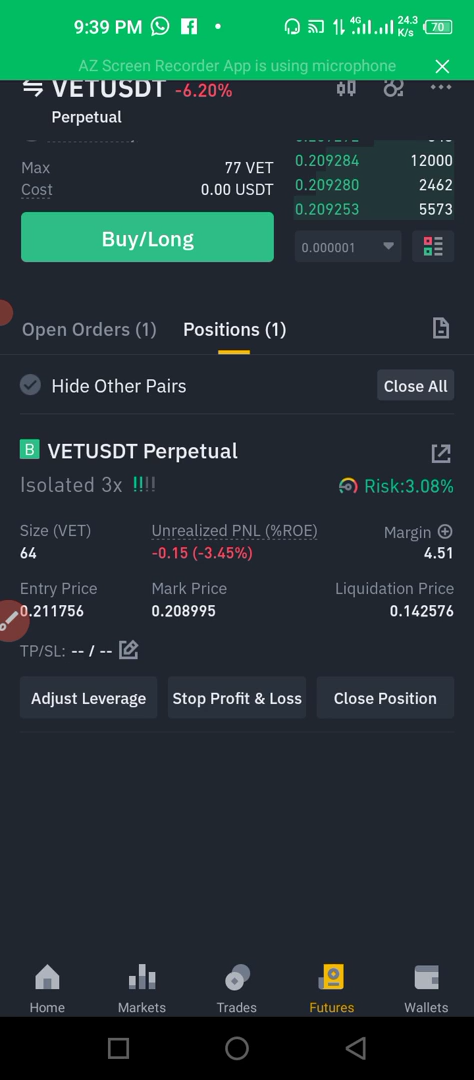 9:39 PM 4G 24.3 K/s 70
AZ Screen Recorder App is using microphone
VETUSDT -6.20%
Perpetual
Max 77 VET
Cost 0.00 USDT
0.209284 12000
0.209280 2462
0.209253 5573
Buy/Long
0.000001
Open Orders (1) Positions (1)
Hide Other Pairs Close All
B VETUSDT Perpetual
Isolated 3x !!!! Risk:3.08%
Size (VET) Unrealized PNL (%ROE) Margin
64 -0.15 (-3.45%) 4.51
Entry Price Mark Price Liquidation Price
0.211756 0.208995 0.142576
TP/SL: -- / --
Adjust Leverage Stop Profit & Loss Close Position
Home Markets Trades Futures Wallets